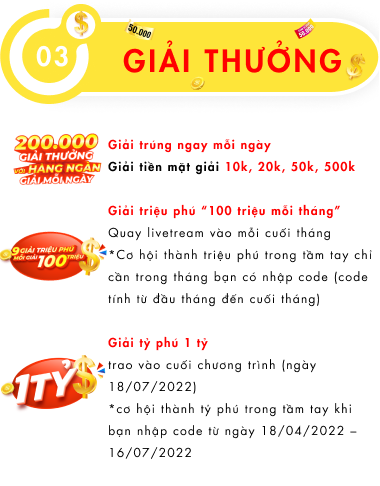 03
50.000
GIẢI THƯỞNG
200.000
GIẢI THƯỞNG
VỚI HÀNG NGÀN
GIẢI MỖI NGÀY
Giải trúng ngay mỗi ngày
Giải tiền mặt giải 10k, 20k, 50k, 500k
9 GIẢI TRIỆU PHÚ
MỖI GIẢI 100 TRIỆU
Giải triệu phú “100 triệu mỗi tháng”
Quay livetream vào mỗi cuối tháng
*Cơ hội thành triệu phú trong tầm tay chỉ
cần trong tháng bạn có nhập code (code
tính từ đầu tháng đến cuối tháng)
1TỶ
Giải tỷ phú 1 tỷ
trao vào cuối chương trình (ngày
18/07/2022)
*cơ hội thành tỷ phú trong tầm tay khi
bạn nhập code từ ngày 18/04/2022 –
16/07/2022